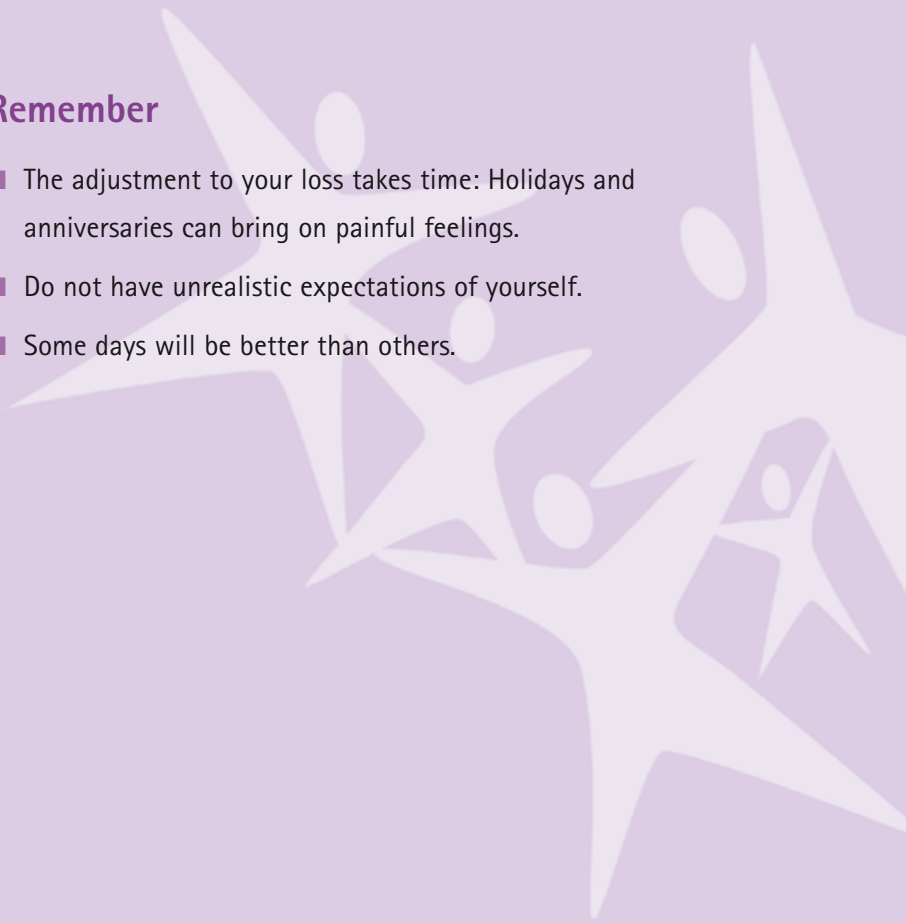 Remember
The adjustment to your loss takes time: Holidays and
anniversaries can bring on painful feelings.
Do not have unrealistic expectations of yourself.
Some days will be better than others.